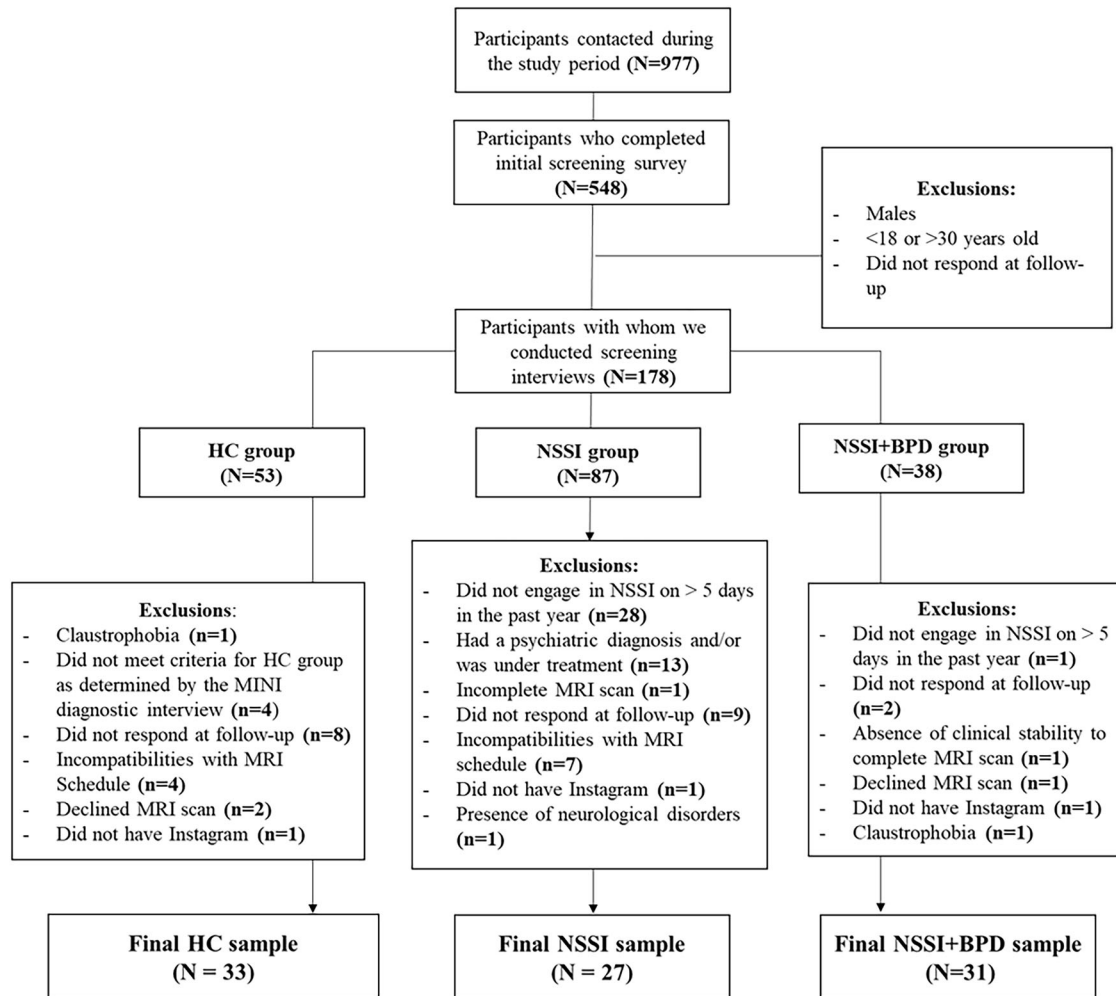 Participants contacted during
the study period (N=977)
Participants who completed
initial screening survey
(N=548)
Exclusions:
- Males
- <18 or >30 years old
- Did not respond at follow-
up
Participants with whom we
conducted screening
interviews (N=178)
HC group
(N=53)
NSSI group
(N=87)
NSSI+BPD group
(N=38)
Exclusions:
- Claustrophobia (n=1)
- Did not meet criteria for HC group
as determined by the MINI
diagnostic interview (n=4)
- Did not respond at follow-up (n=8)
- Incompatibilities with MRI
Schedule (n=4)
- Declined MRI scan (n=2)
- Did not have Instagram (n=1)
Exclusions:
- Did not engage in NSSI on > 5 days
in the past year (n=28)
- Had a psychiatric diagnosis and/or
was under treatment (n=13)
- Incomplete MRI scan (n=1)
- Did not respond at follow-up (n=9)
- Incompatibilities with MRI
schedule (n=7)
- Did not have Instagram (n=1)
- Presence of neurological disorders
(n=1)
Exclusions:
- Did not engage in NSSI on > 5
days in the past year (n=1)
- Did not respond at follow-up
(n=2)
- Absence of clinical stability to
complete MRI scan (n=1)
- Declined MRI scan (n=1)
- Did not have Instagram (n=1)
- Claustrophobia (n=1)
Final HC sample
(N = 33)
Final NSSI sample
(N = 27)
Final NSSI+BPD sample
(N=31)